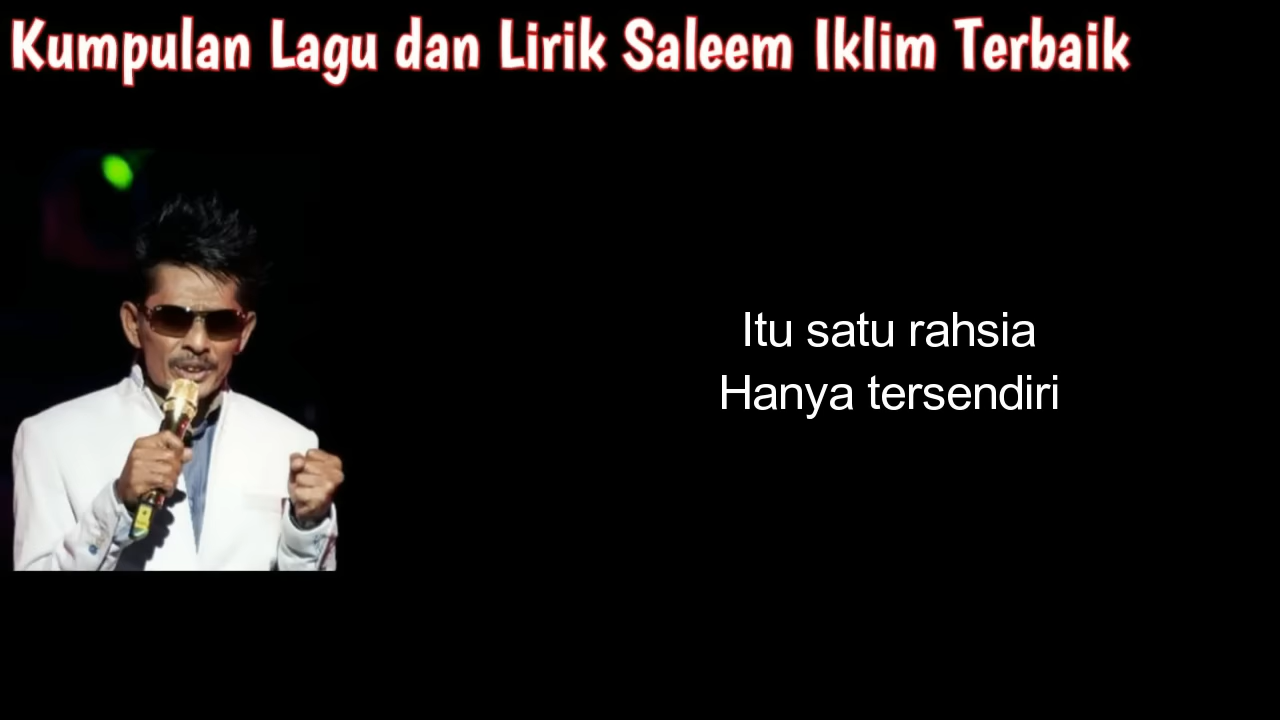 Kumpulan Lagu dan Lirik Saleem Iklim Terbaik
Itu satu rahsia
Hanya tersendiri